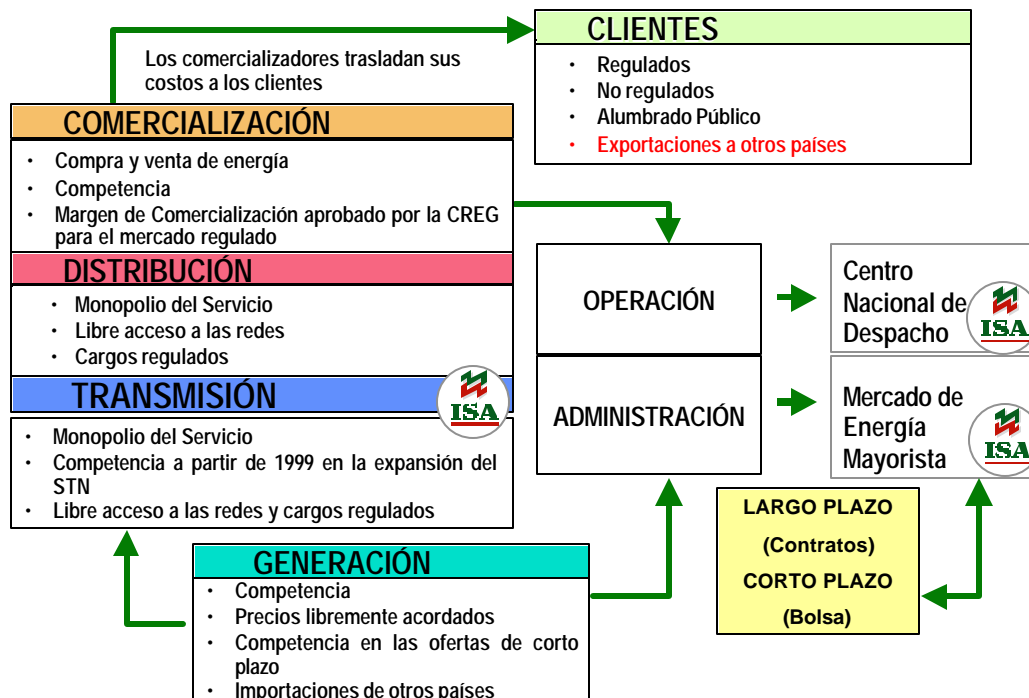 Los comercializadores trasladan sus
costos a los clientes
CLIENTES
• Regulados
• No regulados
• Alumbrado Público
• Exportaciones a otros países
COMERCIALIZACIÓN
• Compra y venta de energía
• Competencia
• Margen de Comercialización aprobado por la CREG
para el mercado regulado
DISTRIBUCIÓN
• Monopolio del Servicio
• Libre acceso a las redes
• Cargos regulados
TRANSMISIÓN
ISA
• Monopolio del Servicio
• Competencia a partir de 1999 en la expansión del
STN
• Libre acceso a las redes y cargos regulados
OPERACIÓN
Centro
Nacional de
Despacho
ISA
ADMINISTRACIÓN
Mercado de
Energía
Mayorista
ISA
LARGO PLAZO
(Contratos)
CORTO PLAZO
(Bolsa)
GENERACIÓN
• Competencia
• Precios libremente acordados
• Competencia en las ofertas de corto
plazo
• Importaciones de otros países